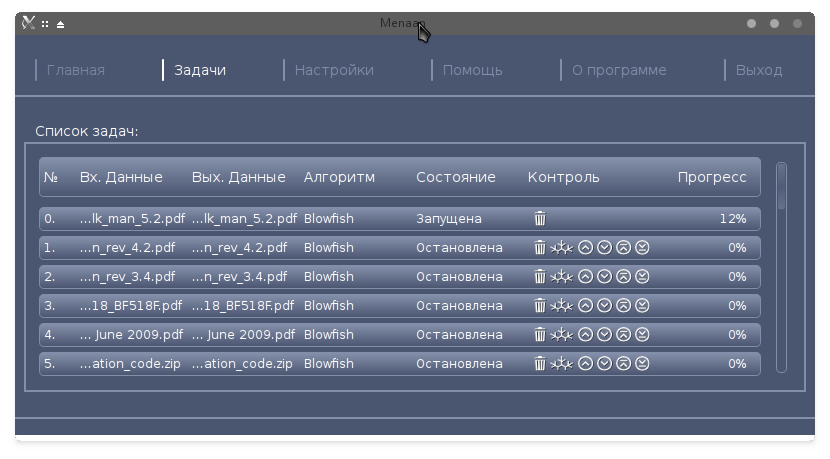 Главная Задачи Настройки Помощь О программе Выход
Список задач:
№ Вх. Данные Вых. Данные Алгоритм Состояние Контроль Прогресс
0. ...lk_man_5.2.pdf ...lk_man_5.2.pdf Blowfish Запущена 12%
1. ...n_rev_4.2.pdf ...n_rev_4.2.pdf Blowfish Остановлена 0%
2. ...n_rev_3.4.pdf ...n_rev_3.4.pdf Blowfish Остановлена 0%
3. ...18_BF518F.pdf ...18_BF518F.pdf Blowfish Остановлена 0%
4. ... June 2009.pdf ... June 2009.pdf Blowfish Остановлена 0%
5. ...ation_code.zip ...ation_code.zip Blowfish Остановлена 0%